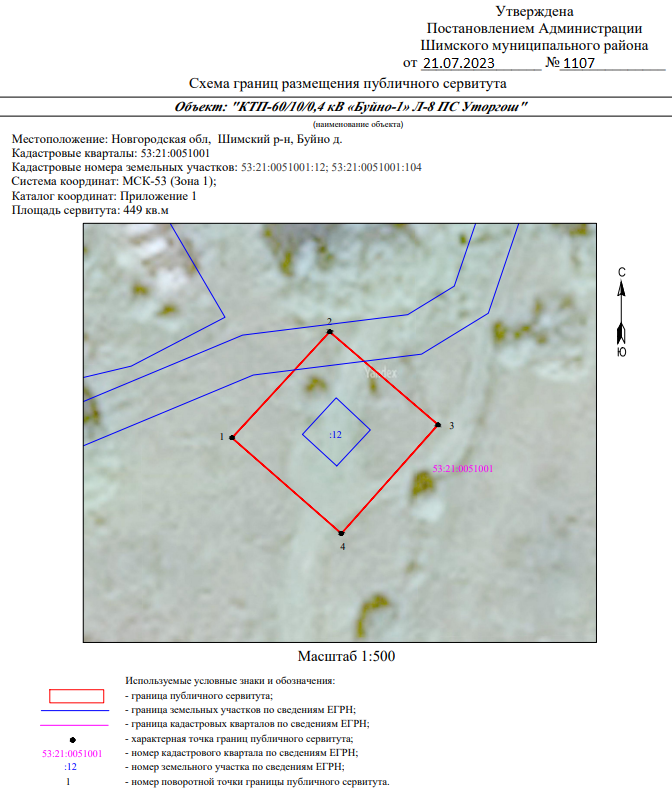 Утверждена
Постановлением Администрации
Шимского муниципального района
от 21.07.2023 № 1107
Схема границ размещения публичного сервитута
Объект: "КТП-60/10/0,4 кВ «Буйно-1» Л-8 ПС Уторгош"
(наименование объекта)
Местоположение: Новгородская обл, Шимский р-н, Буйно д.
Кадастровые кварталы: 53:21:0051001
Кадастровые номера земельных участков: 53:21:0051001:12; 53:21:0051001:104
Система координат: МСК-53 (Зона 1);
Каталог координат: Приложение 1
Площадь сервитута: 449 кв.м
С
Ю
2
Yandex
3
:12
1
53:21:0051001
4
Масштаб 1:500
Используемые условные знаки и обозначения:
- граница публичного сервитута;
- граница земельных участков по сведениям ЕГРН;
- граница кадастровых кварталов по сведениям ЕГРН;
- характерная точка границ публичного сервитута;
53:21:0051001 - номер кадастрового квартала по сведениям ЕГРН;
:12 - номер земельного участка по сведениям ЕГРН;
1 - номер поворотной точки границы публичного сервитута.